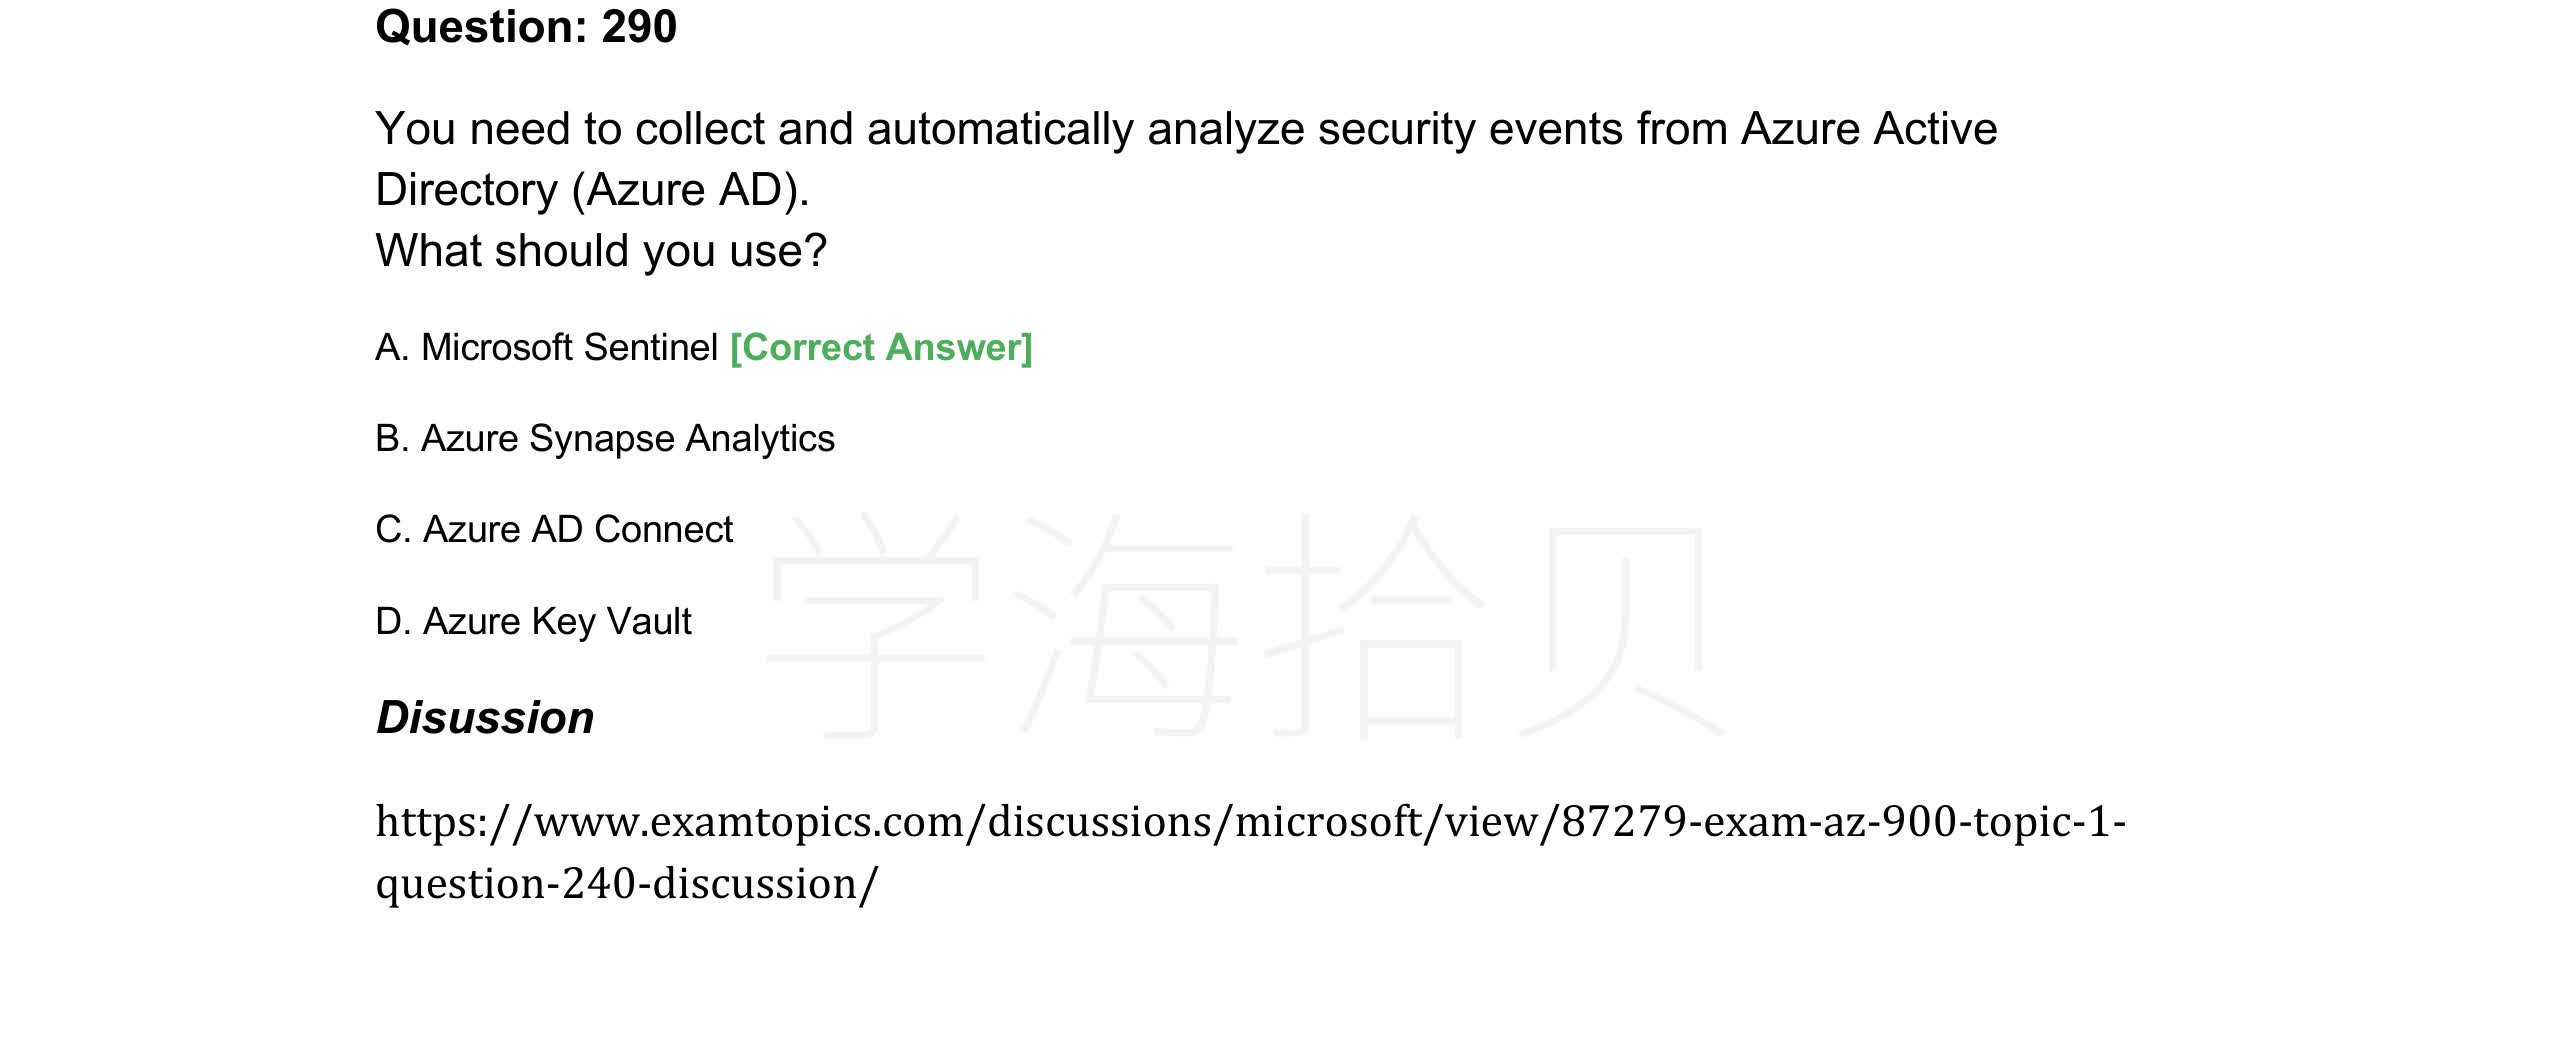 Question: 290
You need to collect and automatically analyze security events from Azure Active
Directory (Azure AD).
What should you use?
A. Microsoft Sentinel [Correct Answer]
B. Azure Synapse Analytics
C. Azure AD Connect
D. Azure Key Vault
学海拾贝
Disussion
https://www.examtopics.com/discussions/microsoft/view/87279-exam-az-900-topic-1-
question-240-discussion/